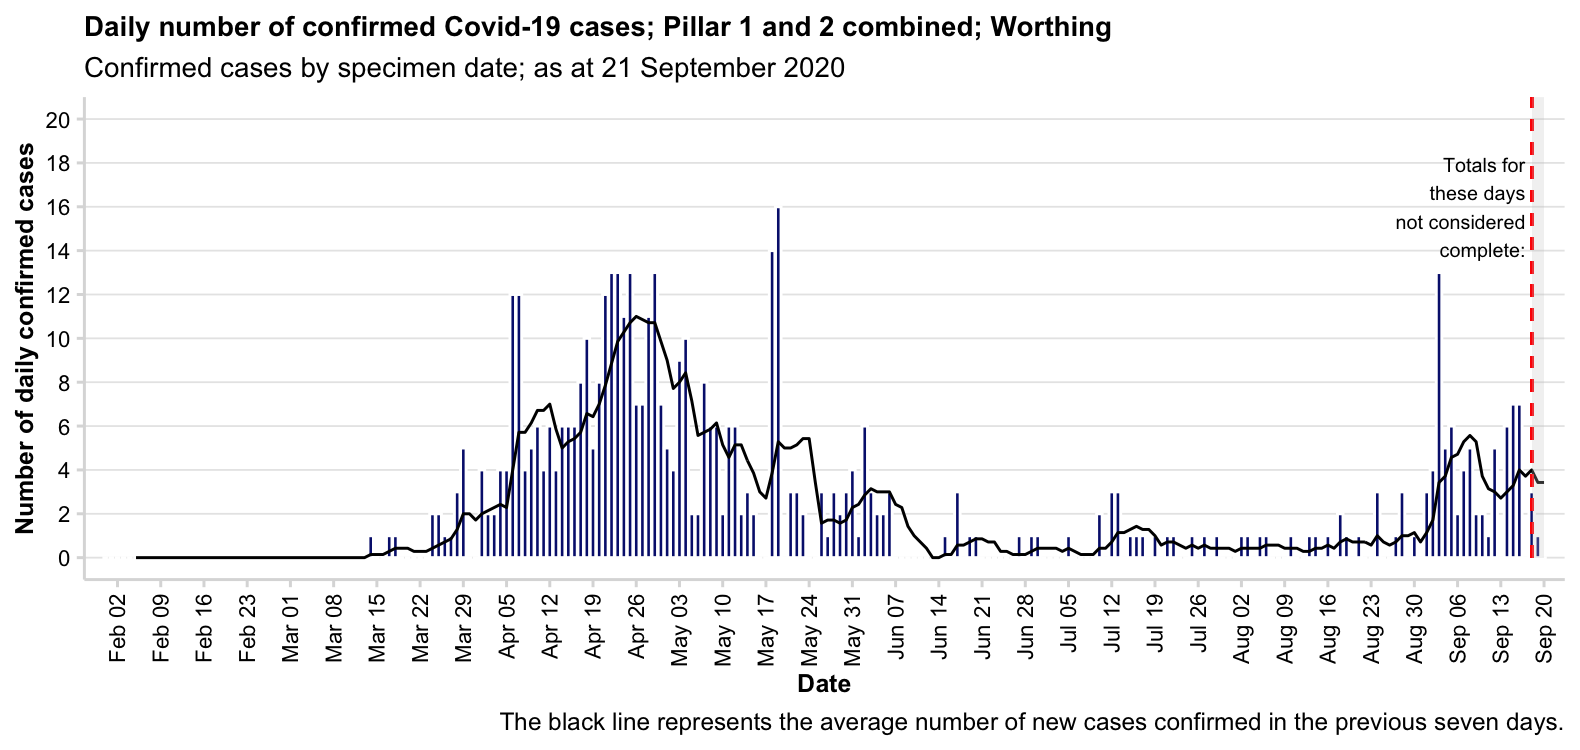 Daily number of confirmed Covid-19 cases; Pillar 1 and 2 combined; Worthing
Confirmed cases by specimen date; as at 21 September 2020
Number of daily confirmed cases
20
18
16
14
12
10
8
6
4
2
0
Totals for
these days
not considered
complete:
Feb 02
Feb 09
Feb 16
Feb 23
Mar 01
Mar 08
Mar 15
Mar 22
Mar 29
Apr 05
Apr 12
Apr 19
Apr 26
May 03
May 10
May 17
May 24
May 31
Jun 07
Jun 14
Jun 21
Jun 28
Jul 05
Jul 12
Jul 19
Jul 26
Aug 02
Aug 09
Aug 16
Aug 23
Aug 30
Sep 06
Sep 13
Sep 20
Date
The black line represents the average number of new cases confirmed in the previous seven days.